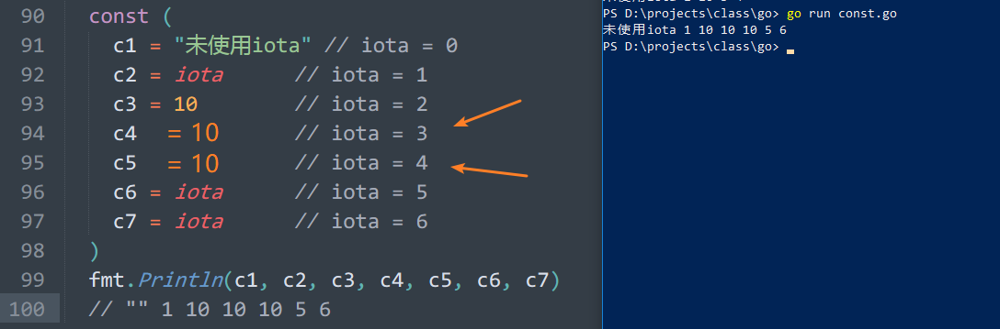 90 const (
91 c1 = "未使用iota" // iota = 0
92 c2 = iota // iota = 1
93 c3 = 10 // iota = 2
94 c4 = 10 // iota = 3
95 c5 = 10 // iota = 4
96 c6 = iota // iota = 5
97 c7 = iota // iota = 6
98 )
99 fmt.Println(c1, c2, c3, c4, c5, c6, c7)
100 // "" 1 10 10 10 5 6
PS D:\projects\class\go> go run const.go
未使用iota 1 10 10 10 5 6
PS D:\projects\class\go>